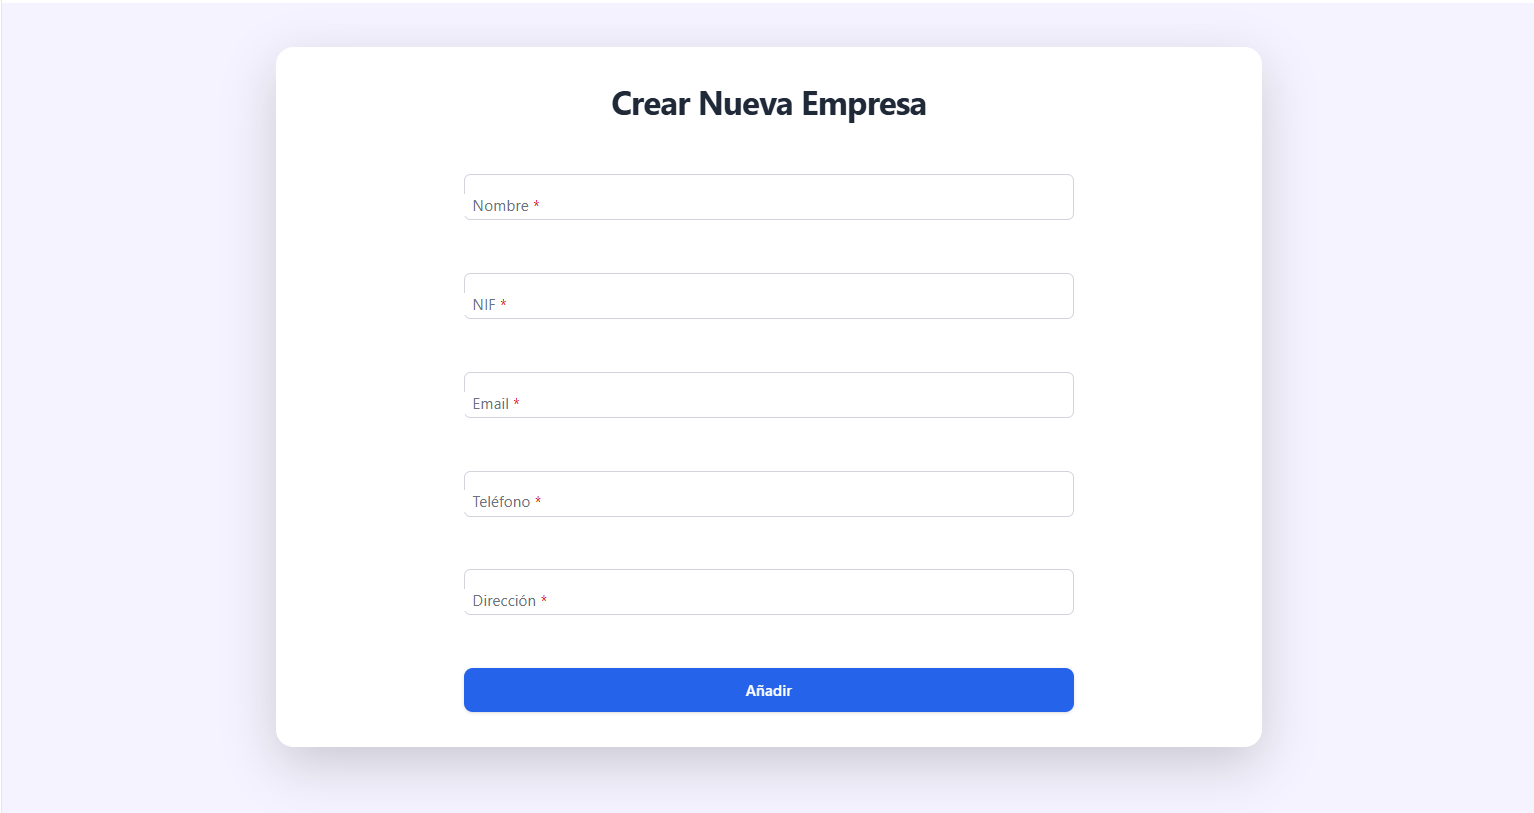 Crear Nueva Empresa
Nombre *
NIF *
Email *
Teléfono *
Dirección *
Añadir